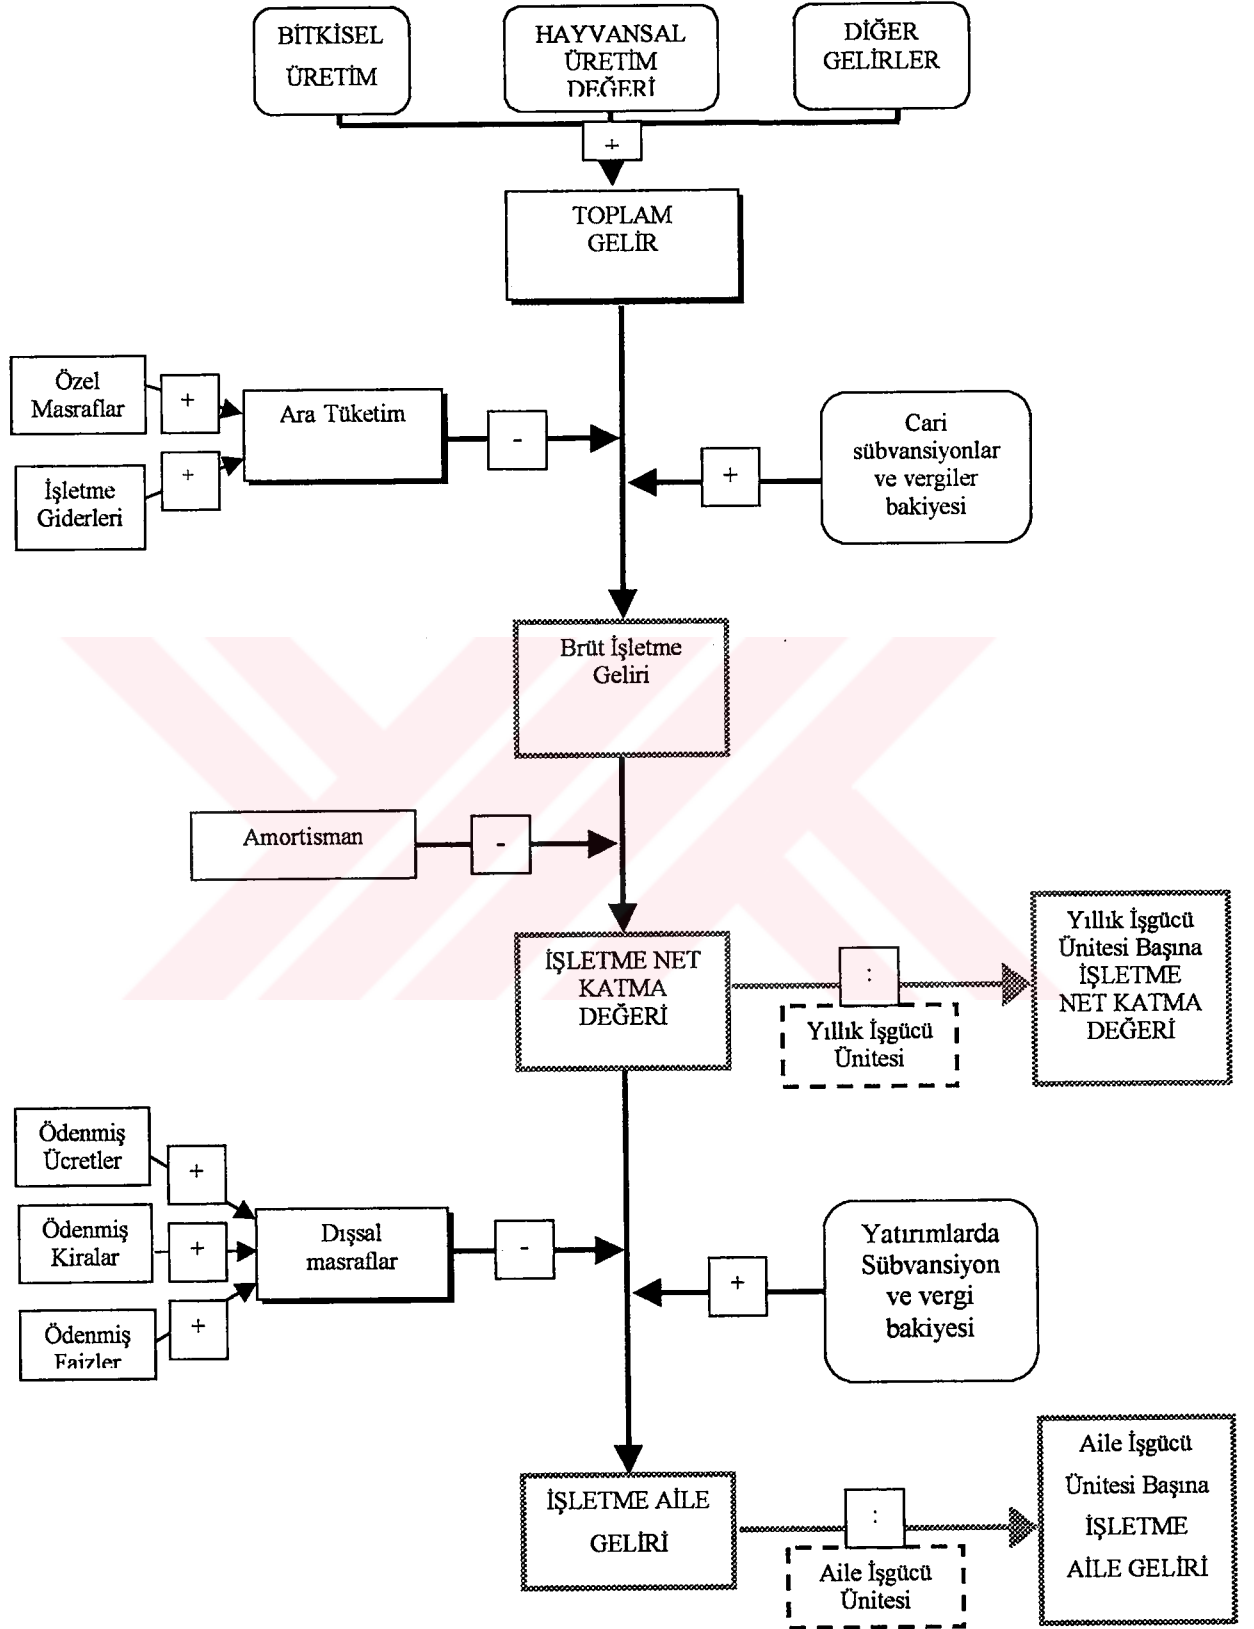 BİTKİSEL
ÜRETİM
HAYVANSAL
ÜRETİM
DEĞERİ
DİĞER
GELİRLER
+
TOPLAM
GELİR
Özel
Masraflar
+
İşletme
Giderleri
+
Ara Tüketim
-
+
Cari
sübvansiyonlar
ve vergiler
bakiyesi
Brüt İşletme
Geliri
Amortisman
-
İŞLETME NET
KATMA
DEĞERİ
:
Yıllık İşgücü
Ünitesi
Yıllık İşgücü
Ünitesi Başına
İŞLETME
NET KATMA
DEĞERİ
Ödenmiş
Ücretler
+
Ödenmiş
Kiralar
+
Ödenmiş
Faizler
+
Dışsal
masraflar
-
+
Yatırımlarda
Sübvansiyon
ve vergi
bakiyesi
İŞLETME AİLE
GELİRİ
:
Aile İşgücü
Ünitesi
Aile İşgücü
Ünitesi Başına
İŞLETME
AİLE GELİRİ